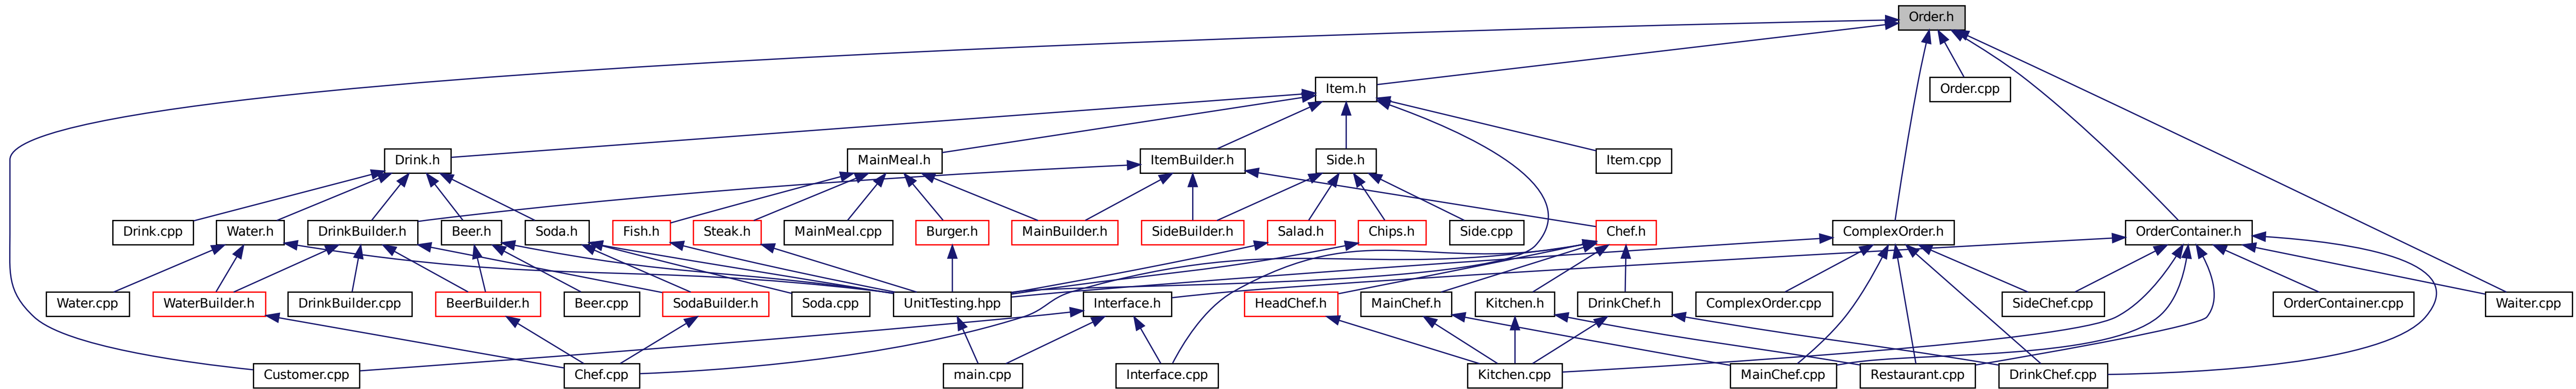 Order.h
Item.h
Order.cpp
Drink.h
MainMeal.h
ItemBuilder.h
Side.h
Item.cpp
Drink.cpp
Water.h
DrinkBuilder.h
Beer.h
Soda.h
Fish.h
Steak.h
MainMeal.cpp
Burger.h
MainBuilder.h
SideBuilder.h
Salad.h
Chips.h
Side.cpp
Chef.h
ComplexOrder.h
OrderContainer.h
Water.cpp
WaterBuilder.h
DrinkBuilder.cpp
BeerBuilder.h
Beer.cpp
SodaBuilder.h
Soda.cpp
UnitTesting.hpp
Interface.h
HeadChef.h
MainChef.h
Kitchen.h
DrinkChef.h
ComplexOrder.cpp
SideChef.cpp
OrderContainer.cpp
Waiter.cpp
Customer.cpp
Chef.cpp
main.cpp
Interface.cpp
Kitchen.cpp
MainChef.cpp
Restaurant.cpp
DrinkChef.cpp